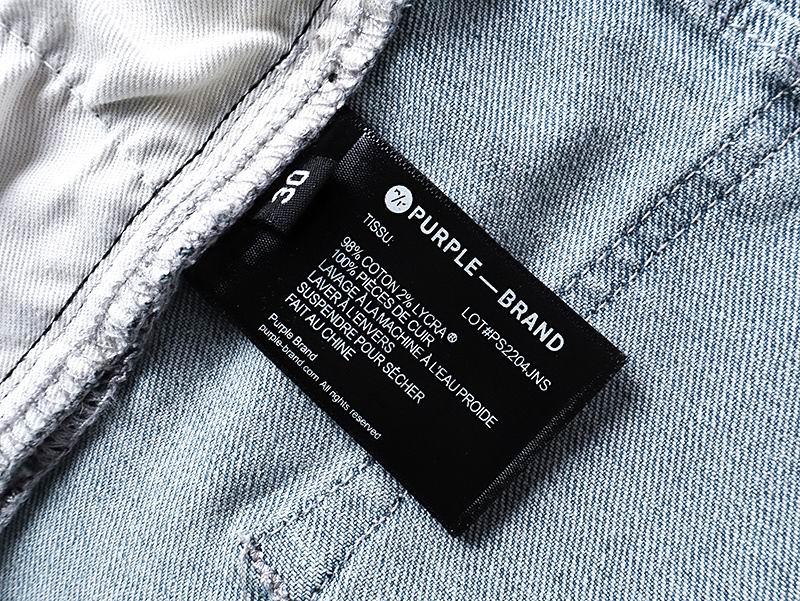 30
PURPLE—BRAND
TISSU:
LOT#PS2204JNS
98% COTON 2% LYCRA®
100% PIÈCES DE CUIR
LAVAGE À LA MACHINE À L'EAU PROIDE
LAVER À L'ENVERS
SUSPENDRE POUR SÉCHER
FAIT AU CHINE
Purple Brand
purple-brand.com All rights reserved